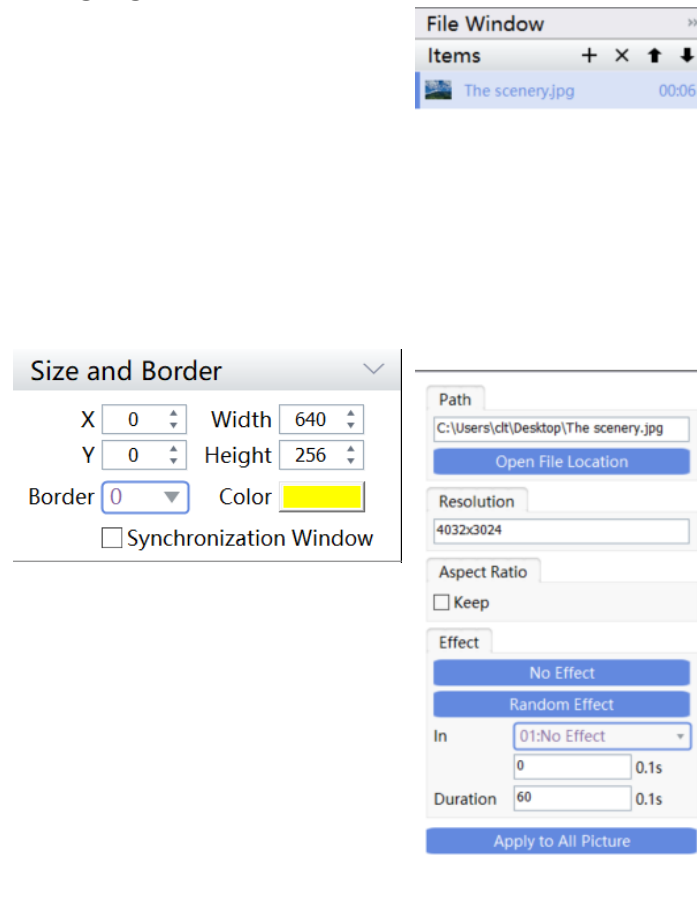 File Window
Items
The scenery.jpg 00:06
Size and Border
X 0 Width 640
Y 0 Height 256
Border 0 Color
Synchronization Window
Path
C:\Users\clt\Desktop\The scenery.jpg
Open File Location
Resolution
4032x3024
Aspect Ratio
Keep
Effect
No Effect
Random Effect
In 01:No Effect
0 0.1s
Duration 60 0.1s
Apply to All Picture